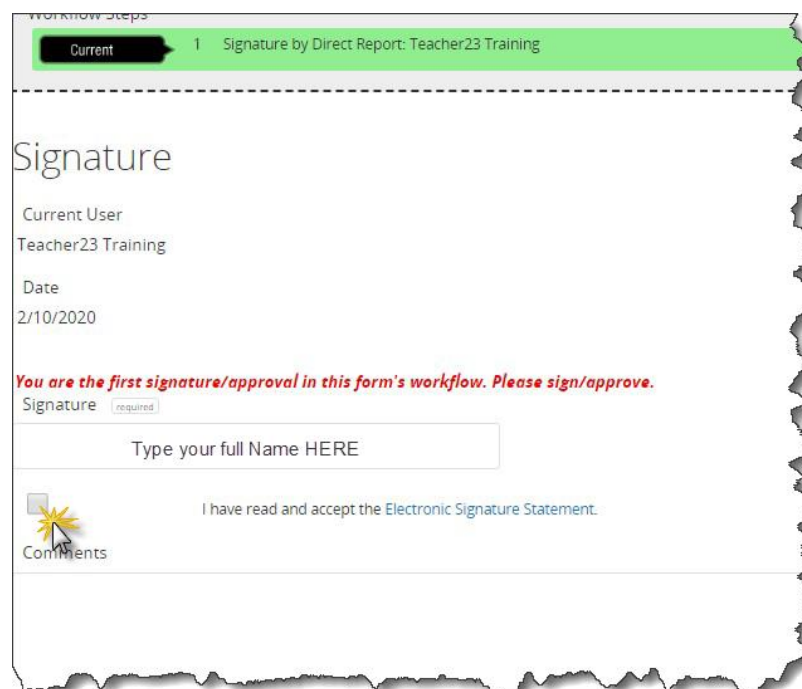 Workflow Steps
Current 1 Signature by Direct Report: Teacher23 Training
Signature
Current User
Teacher23 Training
Date
2/10/2020
You are the first signature/approval in this form's workflow. Please sign/approve.
Signature required
Type your full Name HERE
I have read and accept the Electronic Signature Statement.
Comments